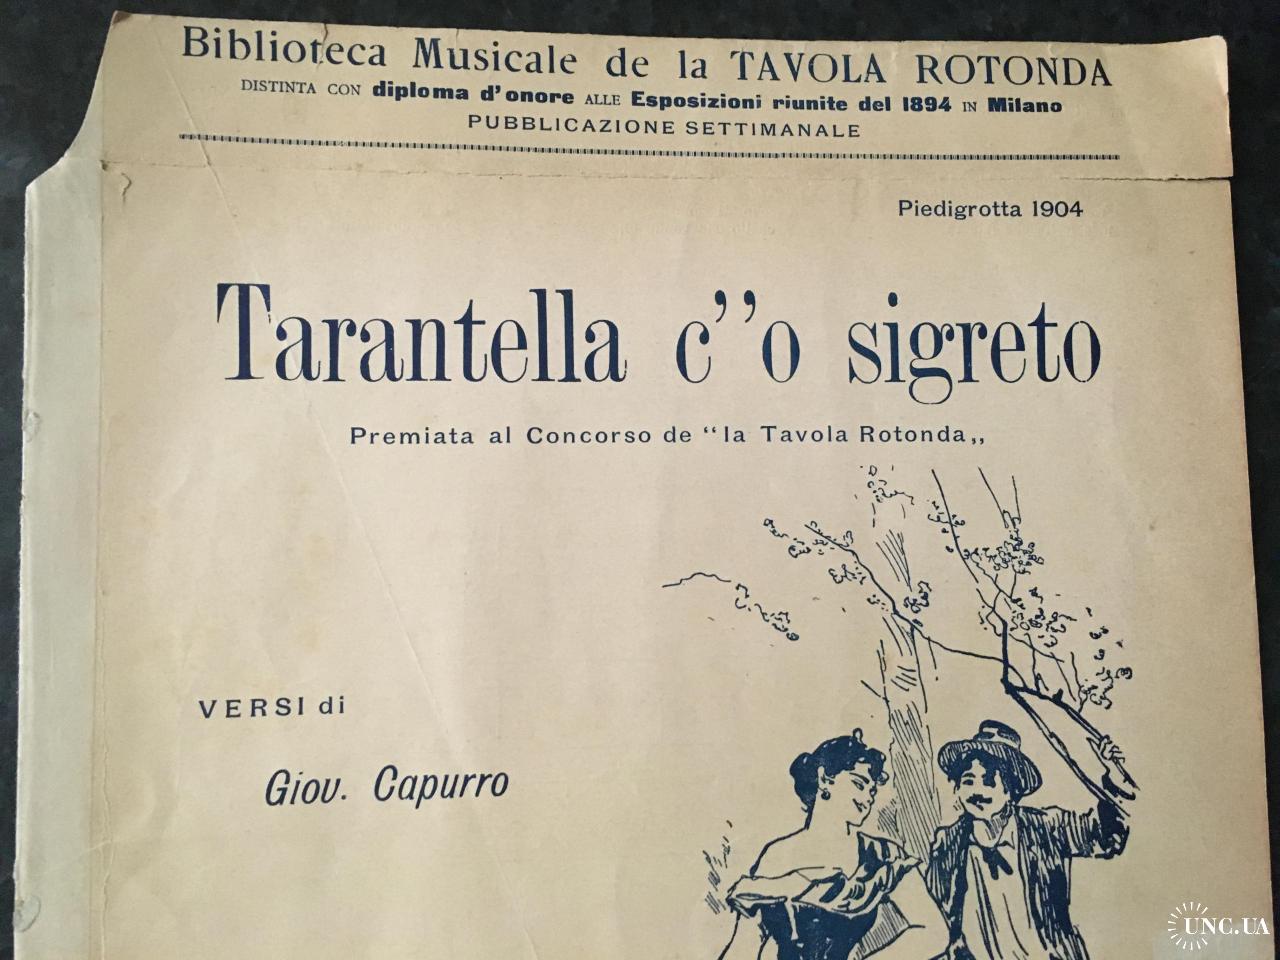 Biblioteca Musicale de la TAVOLA ROTONDA
DISTINTA CON diploma d'onore ALLE Esposizioni riunite del 1894 IN Milano
PUBBLICAZIONE SETTIMANALE
Piedigrotta 1904
Tarantella c''o sigreto
Premiata al Concorso de “la Tavola Rotonda„
VERSI di
Giov. Capurro
UNC.UA